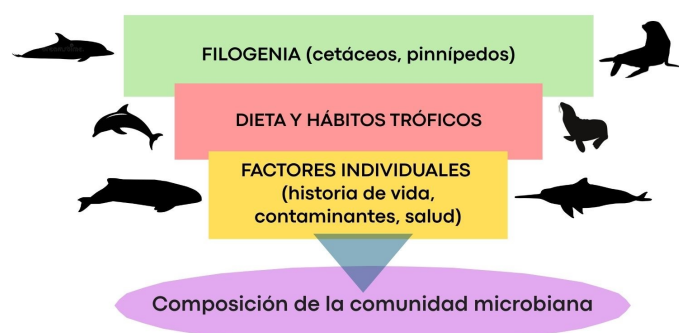 FILOGENIA (cetáceos, pinnípedos)
DIETA Y HÁBITOS TRÓFICOS
FACTORES INDIVIDUALES
(historia de vida,
contaminantes, salud)
Composición de la comunidad microbiana